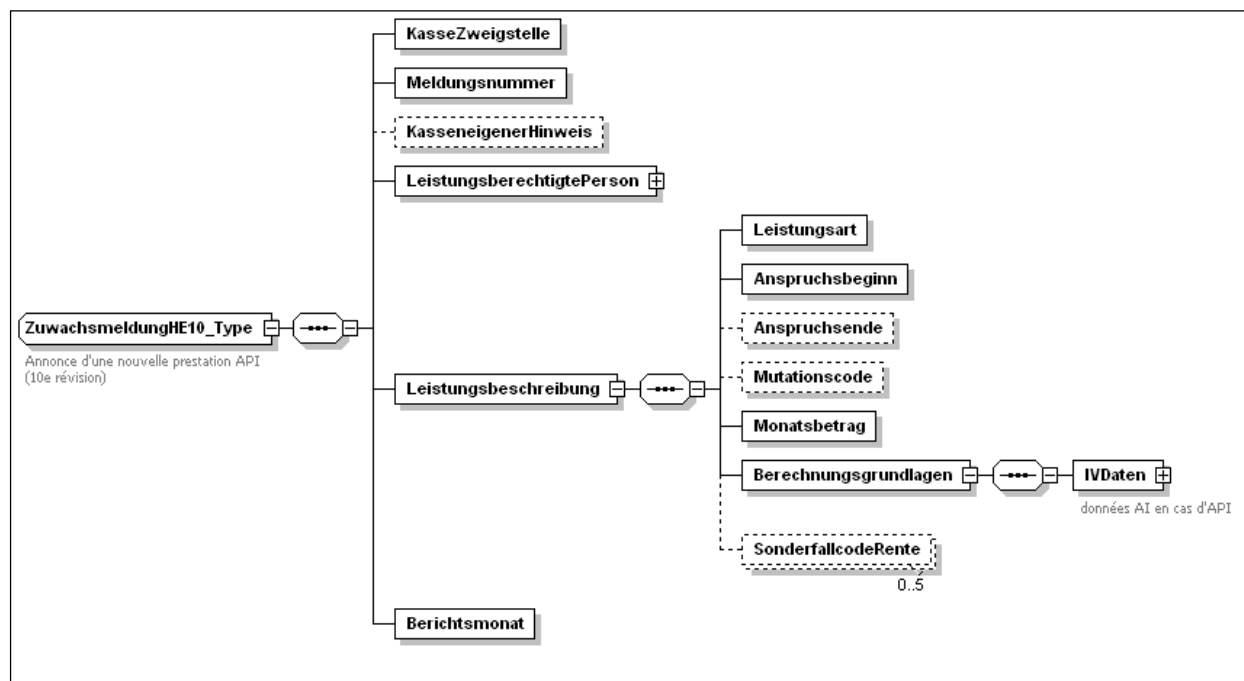 KasseZweigstelle
Meldungsnummer
KasseneigenerHinweis
LeistungsberechtigtePerson
Leistungsart
Anspruchsbeginn
ZuwachsmeldungHE10_Type
Annonce d'une nouvelle prestation API
(10e révision)
Anspruchsende
Mutationscode
Leistungsbeschreibung
Monatsbetrag
Berechnungsgrundlagen
IVDaten
données AI en cas d'API
SonderfallcodeRente
0..5
Berichtsmonat